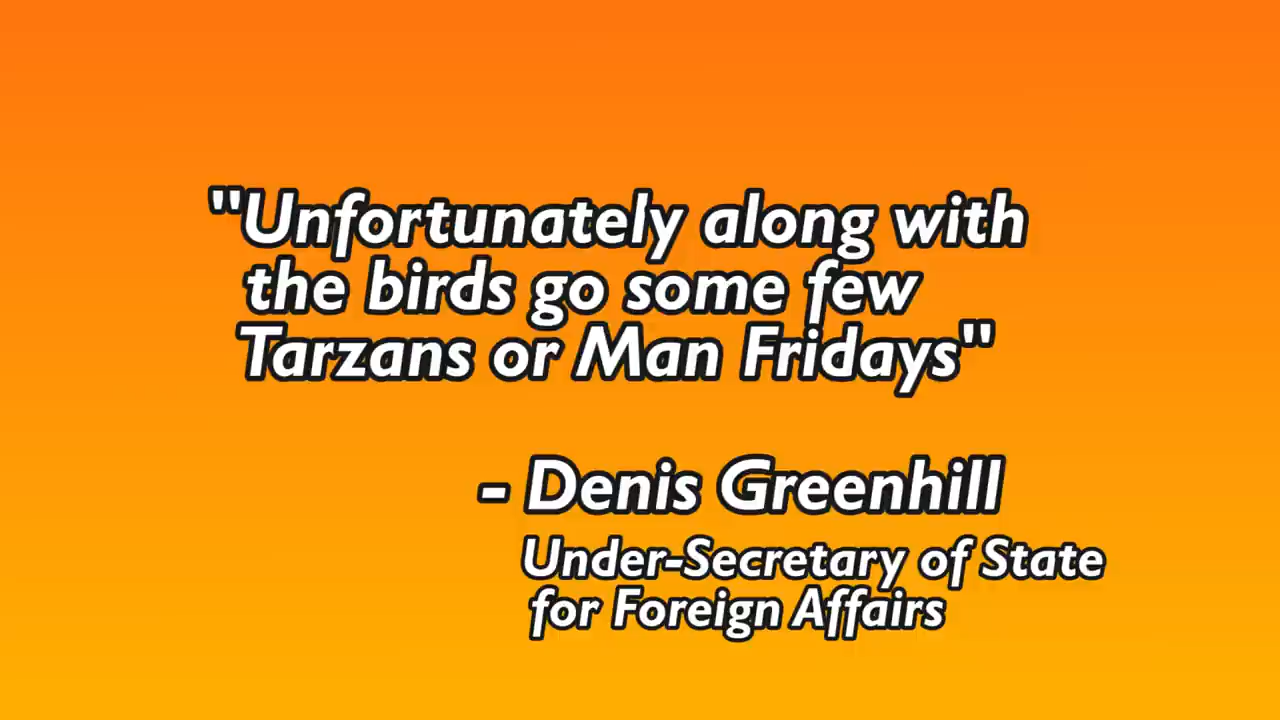 "Unfortunately along with
the birds go some few
Tarzans or Man Fridays"
- Denis Greenhill
Under-Secretary of State
for Foreign Affairs